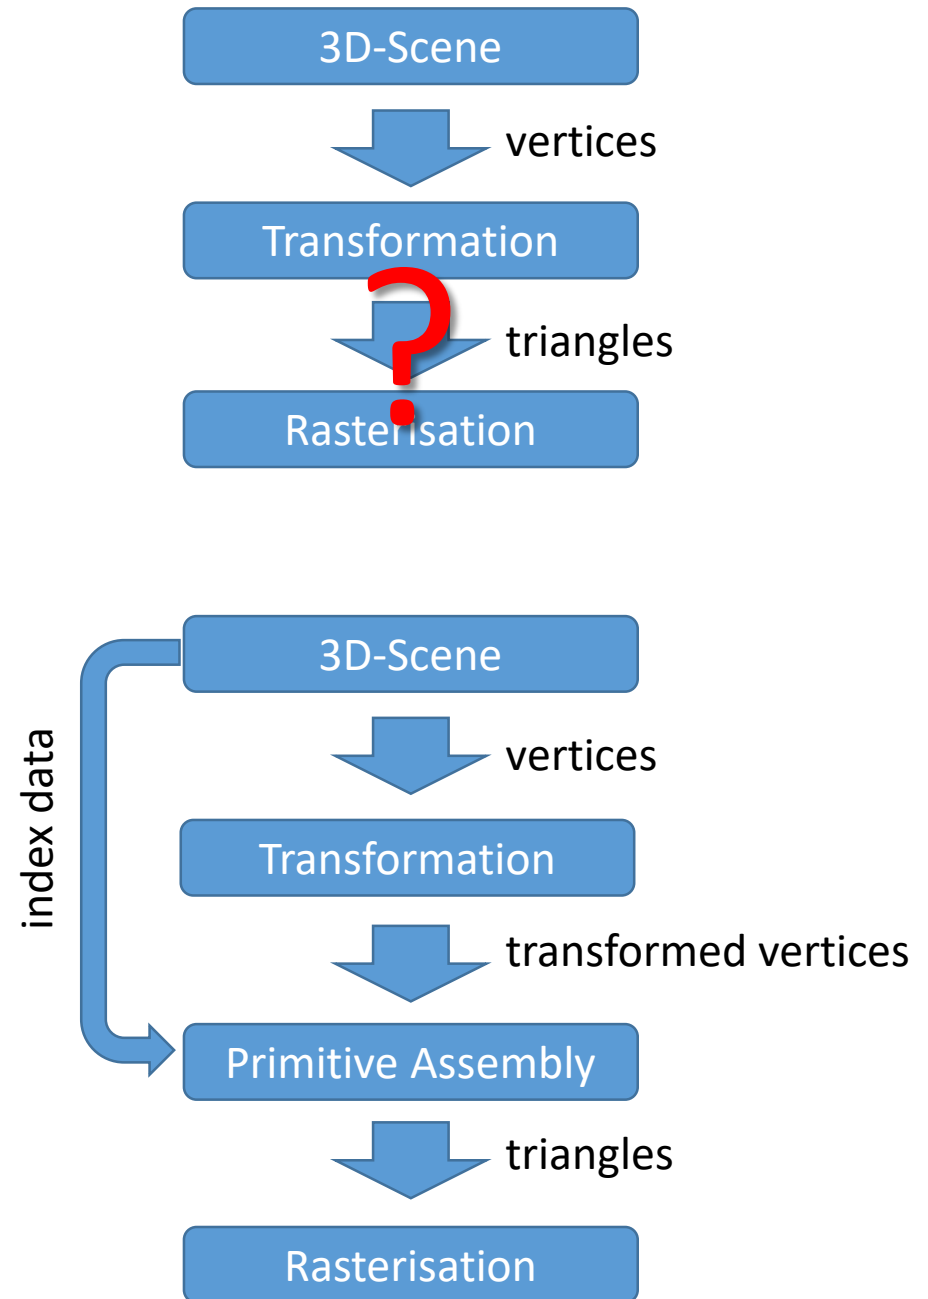 3D-Scene
vertices
Transformation
?
triangles
Rasterisation
3D-Scene
vertices
index data
Transformation
transformed vertices
Primitive Assembly
triangles
Rasterisation